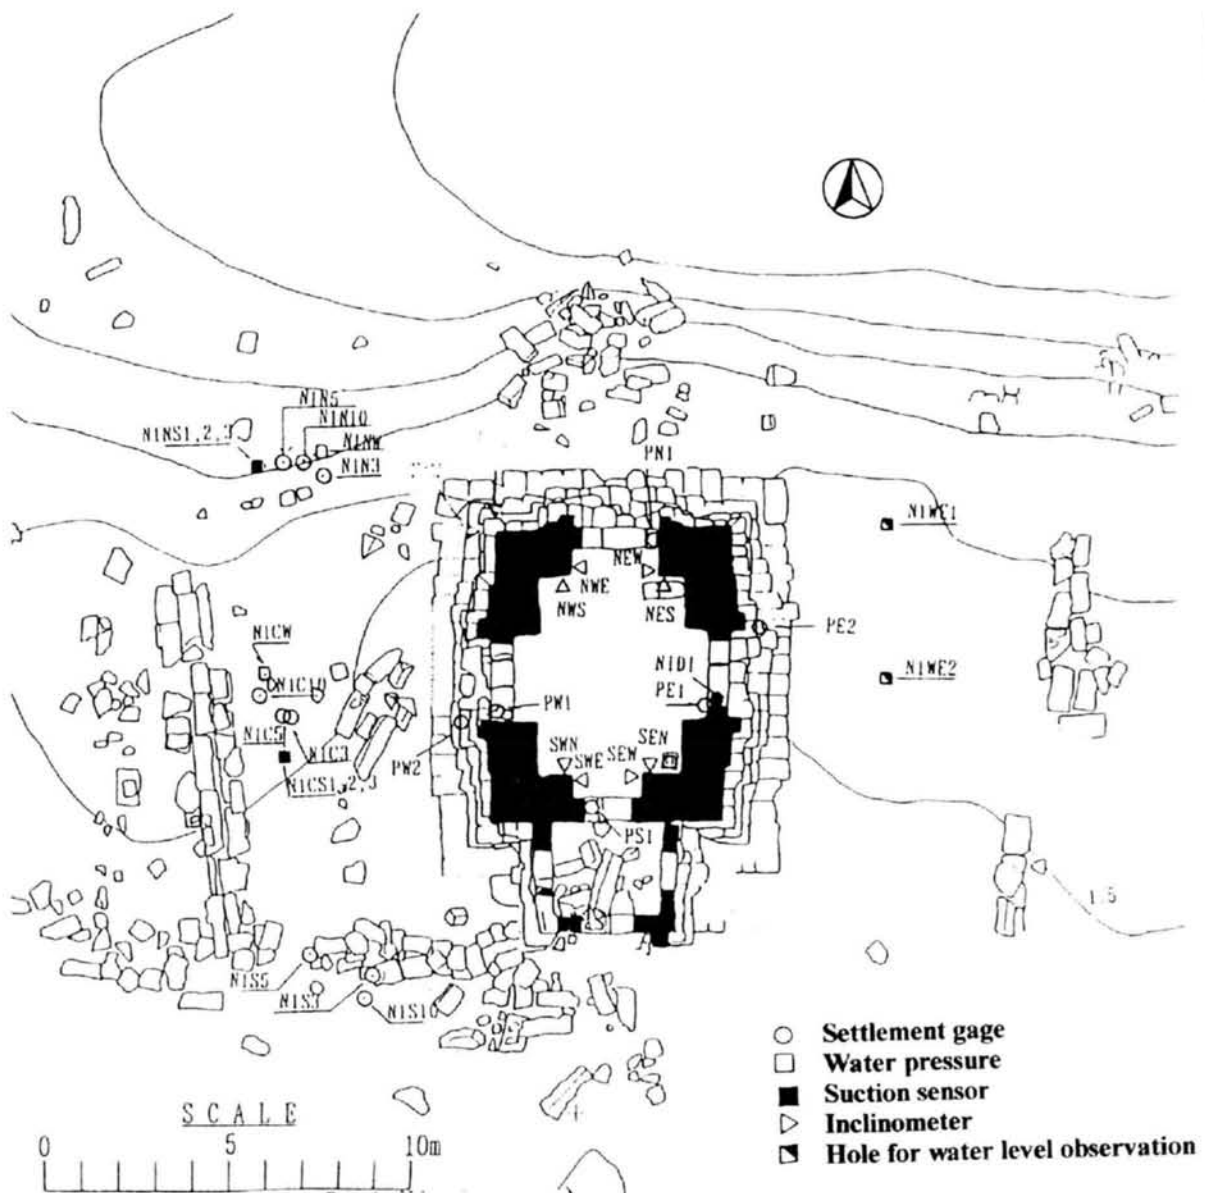 N1N5
N1N10
N1NS1,2,3
N1NW
N1N3
PN1
N1WE1
NEW
NWE
NWS
NES
PE2
N1CW
N1D1
N1WE2
N1C10
PE1
PW1
N1C5
N1C3
SWN
SEN
SWE
SEW
PW2
N1CS1,2,3
PS1
1.5
N1S5
N1S3
N1S10
Settlement gage
Water pressure
Suction sensor
Inclinometer
Hole for water level observation
SCALE
0 5 10m